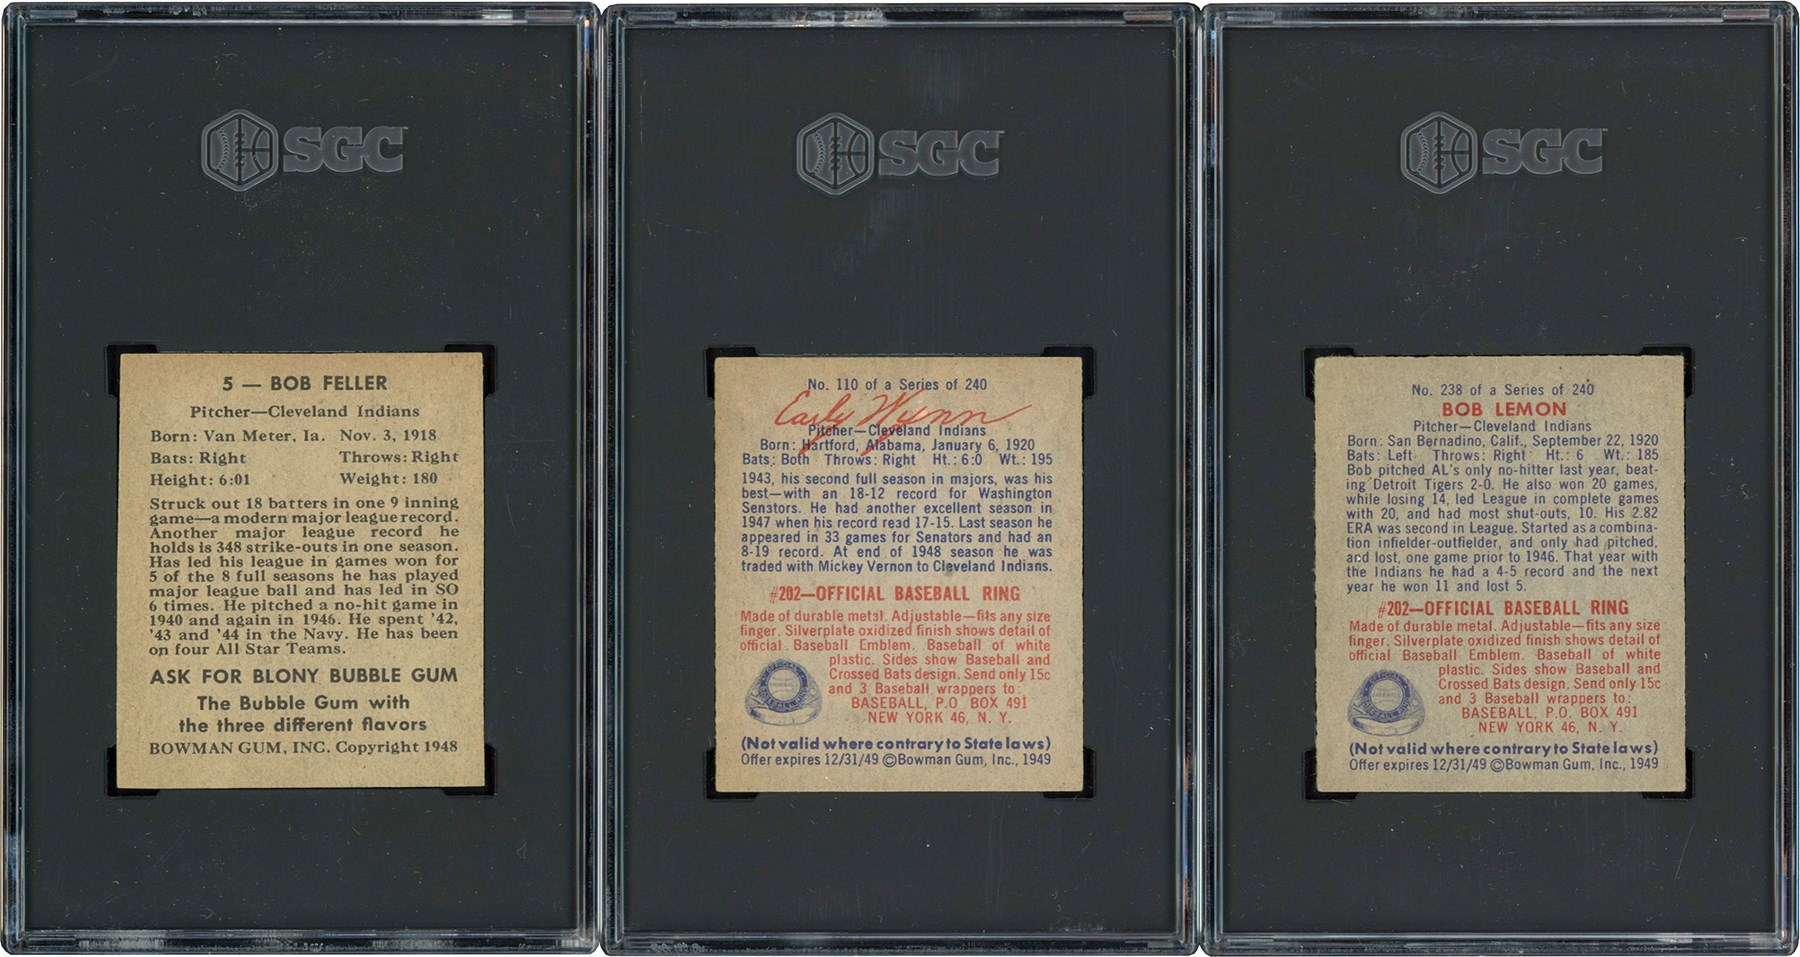 SGC
5 — BOB FELLER
Pitcher—Cleveland Indians
Born: Van Meter, Ia. Nov. 3, 1918
Bats: Right Throws: Right
Height: 6:01 Weight: 180
Struck out 18 batters in one 9 inning
game—a modern major league record.
Another major league record he
holds is 348 strike-outs in one season.
Has led his league in games won for
5 of the 8 full seasons he has played
major league ball and has led in SO
6 times. He pitched a no-hit game in
1940 and again in 1946. He spent '42,
'43 and '44 in the Navy. He has been
on four All Star Teams.
ASK FOR BLONY BUBBLE GUM
The Bubble Gum with
the three different flavors
BOWMAN GUM, INC. Copyright 1948
SGC
No. 110 of a Series of 240
Early Wynn
Pitcher—Cleveland Indians
Born: Hartford, Alabama, January 6, 1920
Bats: Both Throws: Right Ht.: 6:0 Wt.: 195
1943, his second full season in majors, was his
best—with an 18-12 record for Washington
Senators. He had another excellent season in
1947 when his record read 17-15. Last season he
appeared in 33 games for Senators and had an
8-19 record. At end of 1948 season he was
traded with Mickey Vernon to Cleveland Indians.
#202—OFFICIAL BASEBALL RING
Made of durable metal. Adjustable—fits any size
finger. Silverplate oxidized finish shows detail of
official Baseball Emblem. Baseball of white
plastic. Sides show Baseball and
Crossed Bats design. Send only 15c
and 3 Baseball wrappers to:
BASEBALL, P.O BOX 491
NEW YORK 46, N. Y.
(Not valid where contrary to State laws)
Offer expires 12/31/49 ©Bowman Gum, Inc., 1949
SGC
No. 238 of a Series of 240
BOB LEMON
Pitcher—Cleveland Indians
Born: San Bernadino, Calif., September 22, 1920
Bats: Left Throws: Right Ht.: 6 Wt.: 185
Bob pitched AL's only no-hitter last year, beat-
ing Detroit Tigers 2-0. He also won 20 games,
while losing 14, led League in complete games
with 20, and had most shut-outs, 10. His 2.82
ERA was second in League. Started as a combina-
tion infielder-outfielder, and only had pitched,
and lost, one game prior to 1946. That year with
the Indians he had a 4-5 record and the next
year he won 11 and lost 5.
#202—OFFICIAL BASEBALL RING
Made of durable metal. Adjustable—fits any size
finger. Silverplate oxidized finish shows detail of
official Baseball Emblem. Baseball of white
plastic. Sides show Baseball and
Crossed Bats design. Send only 15c
and 3 Baseball wrappers to:
BASEBALL, P.O. BOX 491
NEW YORK 46, N. Y.
(Not valid where contrary to State laws)
Offer expires 12/31/49 ©Bowman Gum, Inc., 1949